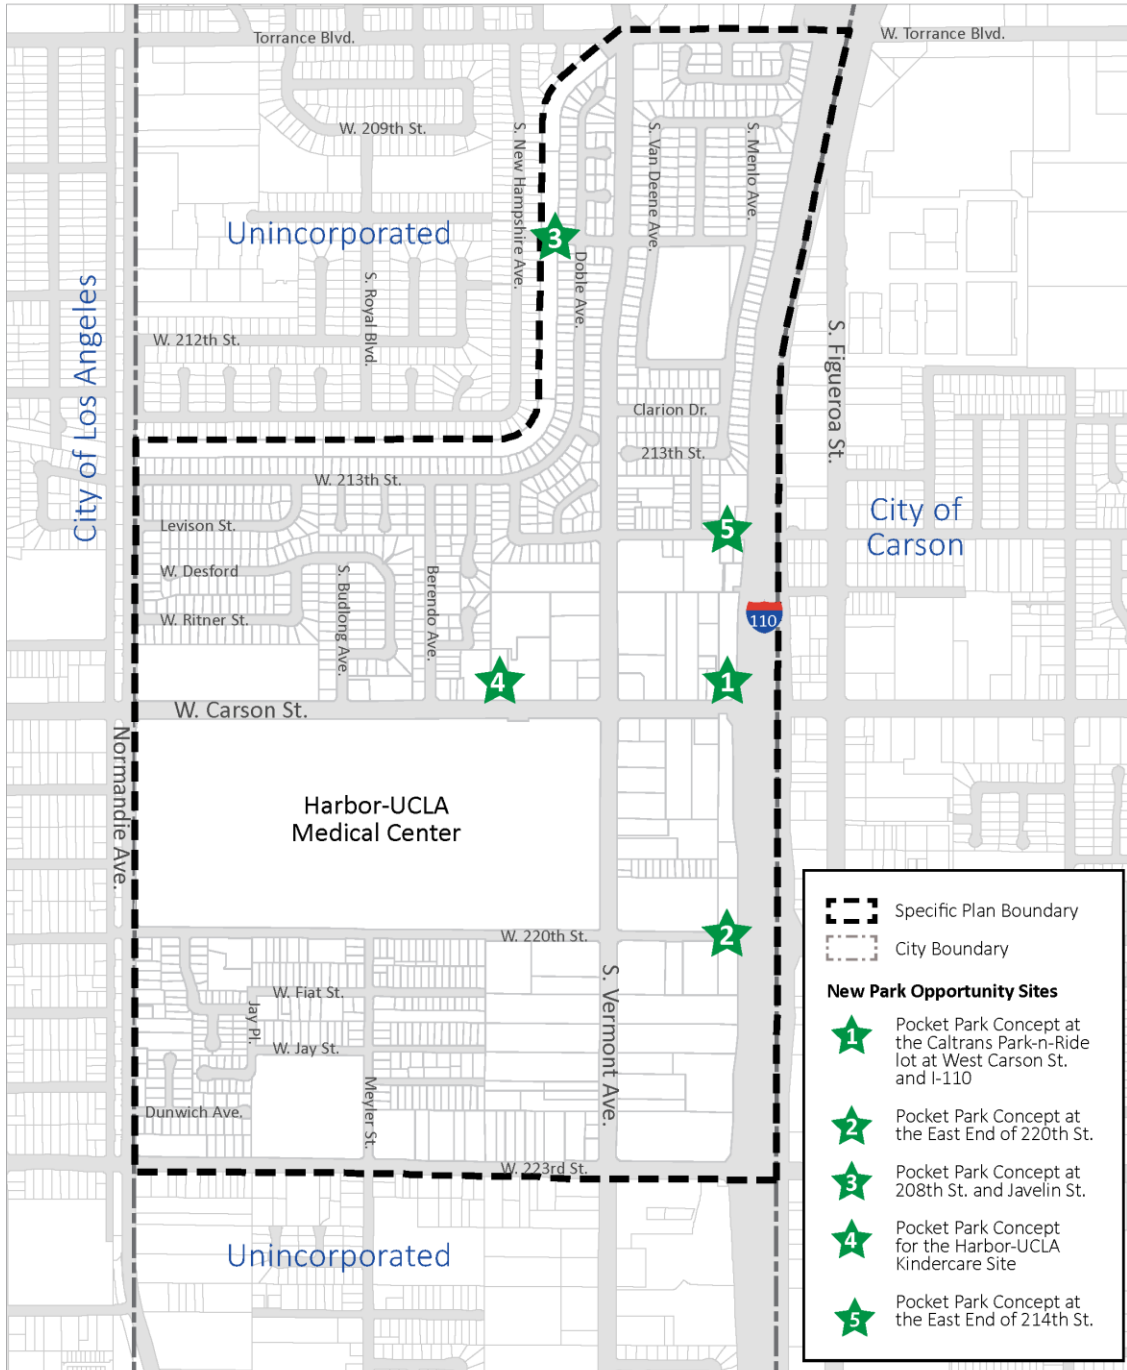 Torrance Blvd.
W. Torrance Blvd.
W. 209th St.
S. New Hampshire Ave.
S. Van Deene Ave.
S. Menlo Ave.
Unincorporated
3
Doble Ave.
S. Royal Blvd.
City of Los Angeles
W. 212th St.
S. Figueroa St.
Clarion Dr.
213th St.
W. 213th St.
Levison St.
5
City of
Carson
W. Desford
S. Budlong Ave.
Berendo Ave.
W. Ritner St.
110
4
1
W. Carson St.
Normandie Ave.
Harbor-UCLA
Medical Center
2
W. 220th St.
S. Vermont Ave.
W. Fiat St.
Jay Pl.
W. Jay St.
Meyler St.
Dunwich Ave.
W. 223rd St.
Unincorporated
Specific Plan Boundary
City Boundary
New Park Opportunity Sites
1
Pocket Park Concept at
the Caltrans Park-n-Ride
lot at West Carson St.
and I-110
2
Pocket Park Concept at
the East End of 220th St.
3
Pocket Park Concept at
208th St. and Javelin St.
4
Pocket Park Concept
for the Harbor-UCLA
Kindercare Site
5
Pocket Park Concept at
the East End of 214th St.